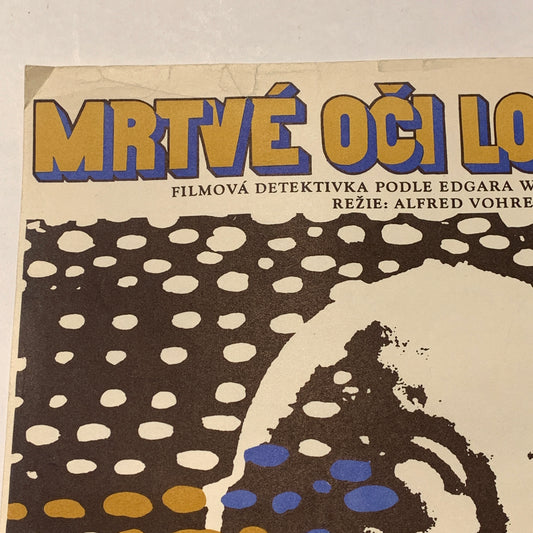 MRTVÉ OČI LO
FILMOVÁ DETEKTIVKA PODLE EDGARA W
REŽIE: ALFRED VOHRE